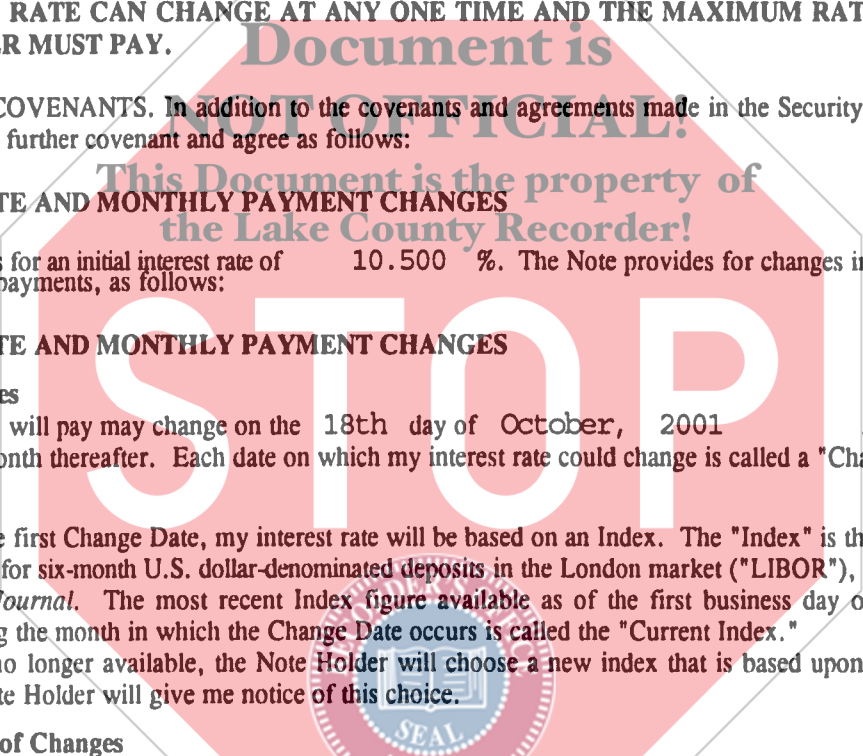 RATE CAN CHANGE AT ANY ONE TIME AND THE MAXIMUM RAT
R MUST PAY.
Document is
COVENANTS. In addition to the covenants and agreements made in the Security
NOT OFFICIAL!
further covenant and agree as follows:
This Document is the property of
TE AND MONTHLY PAYMENT CHANGES
the Lake County Recorder!
s for an initial interest rate of 10.500 %. The Note provides for changes in
payments, as follows:
STOP
TE AND MONTHLY PAYMENT CHANGES
es
will pay may change on the 18th day of October, 2001
onth thereafter. Each date on which my interest rate could change is called a "Cha
e first Change Date, my interest rate will be based on an Index. The "Index" is th
for six-month U.S. dollar-denominated deposits in the London market ("LIBOR"),
Journal. The most recent Index figure available as of the first business day o
g the month in which the Change Date occurs is called the "Current Index."
no longer available, the Note Holder will choose a new index that is based upon
te Holder will give me notice of this choice.
SEAL
of Changes